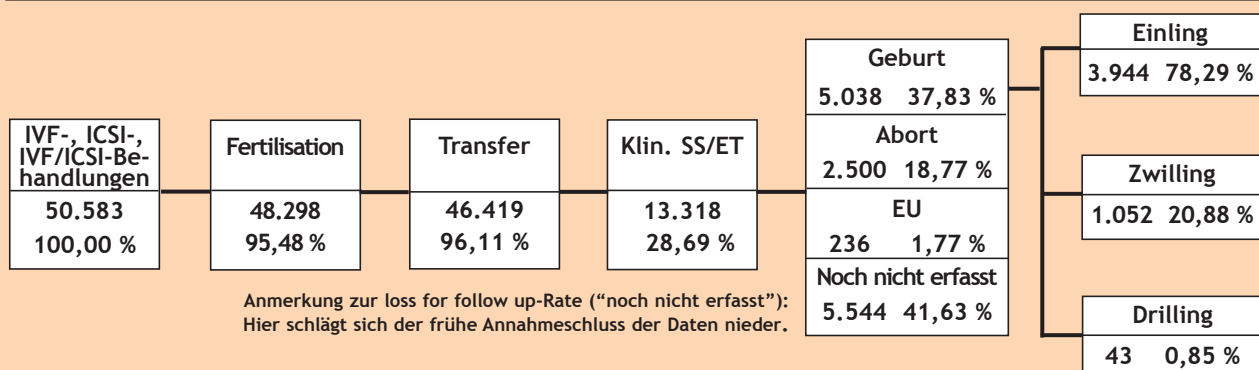 IVF-, ICSI-,
IVF/ICSI-Be-
handlungen
50.583
100,00 %
Fertilisation
48.298
95,48 %
Transfer
46.419
96,11 %
Klin. SS/ET
13.318
28,69 %
Geburt
5.038 37,83 %
Abort
2.500 18,77 %
EU
236 1,77 %
Noch nicht erfasst
5.544 41,63 %
Einling
3.944 78,29 %
Zwilling
1.052 20,88 %
Drilling
43 0,85 %
Anmerkung zur loss for follow up-Rate (“noch nicht erfasst”):
Hier schlägt sich der frühe Annahmeschluss der Daten nieder.